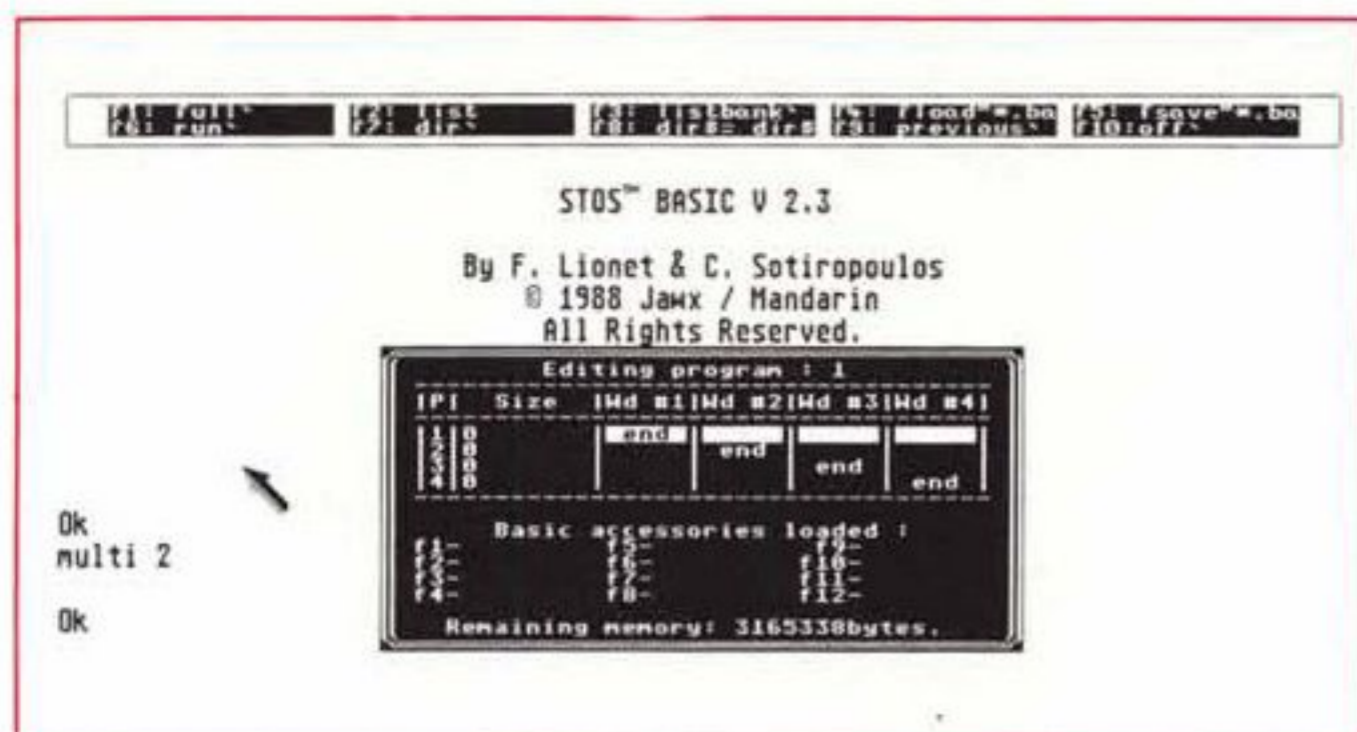 f1: full` f2: list f3: listbank` f4: fload"*.ba f5: fsave"*.ba
f6: run` f7: dir` f8: dir$= dir$ f9: previous` f10:off`
STOS™ BASIC V 2.3
By F. Lionet & C. Sotiropoulos
© 1988 Jawx / Mandarin
All Rights Reserved.
Editing program : 1
|P| Size |Wd #1|Wd #2|Wd #3|Wd #4|
|1|0 | end | | | |
|2|0 | | end | | |
|3|0 | | | end | |
|4|0 | | | | end |
Basic accessories loaded :
f1- f5- f9-
f2- f6- f10-
f3- f7- f11-
f4- f8- f12-
Remaining memory: 3165338bytes.
Ok
multi 2
Ok